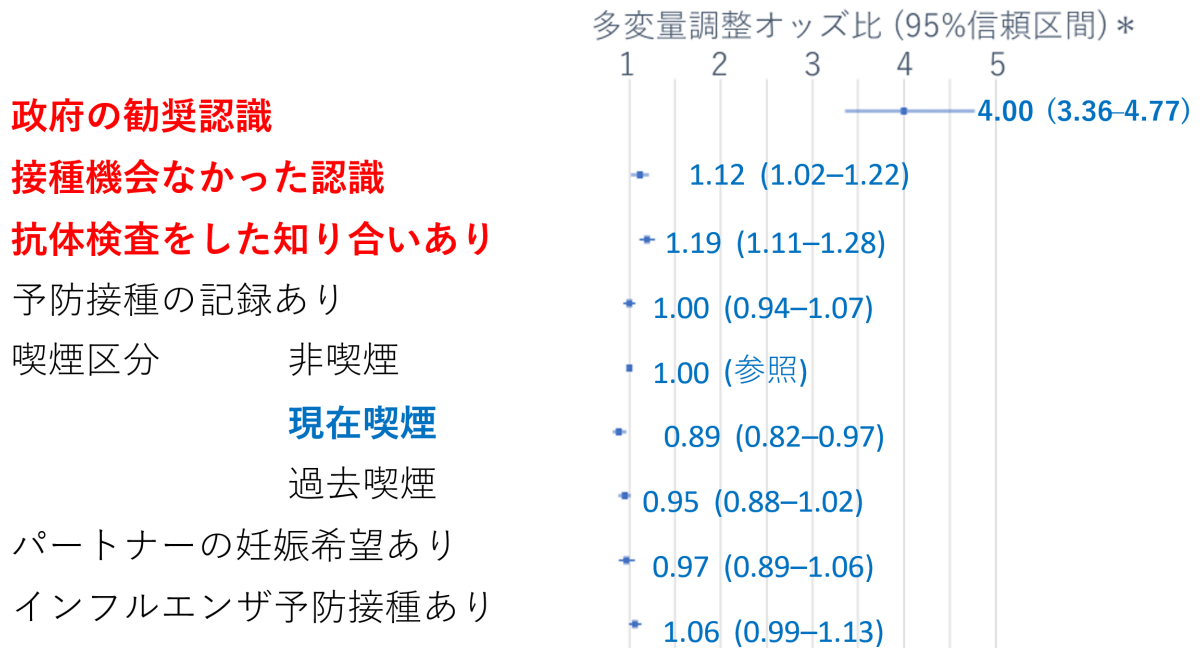 多変量調整オッズ比 (95%信頼区間)＊
1 2 3 4 5
政府の勧奨認識 4.00 (3.36–4.77)
接種機会なかった認識 1.12 (1.02–1.22)
抗体検査をした知り合いあり 1.19 (1.11–1.28)
予防接種の記録あり 1.00 (0.94–1.07)
喫煙区分 非喫煙 1.00 (参照)
現在喫煙 0.89 (0.82–0.97)
過去喫煙 0.95 (0.88–1.02)
パートナーの妊娠希望あり 0.97 (0.89–1.06)
インフルエンザ予防接種あり 1.06 (0.99–1.13)